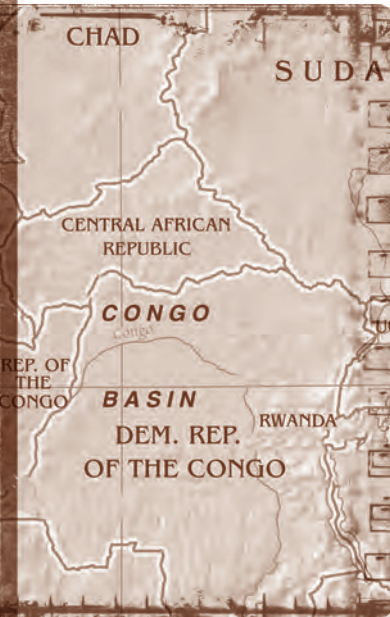 CHAD
SUDA
CENTRAL AFRICAN
REPUBLIC
CONGO
Congo
REP. OF
THE
CONGO
BASIN
RWANDA
DEM. REP.
OF THE CONGO